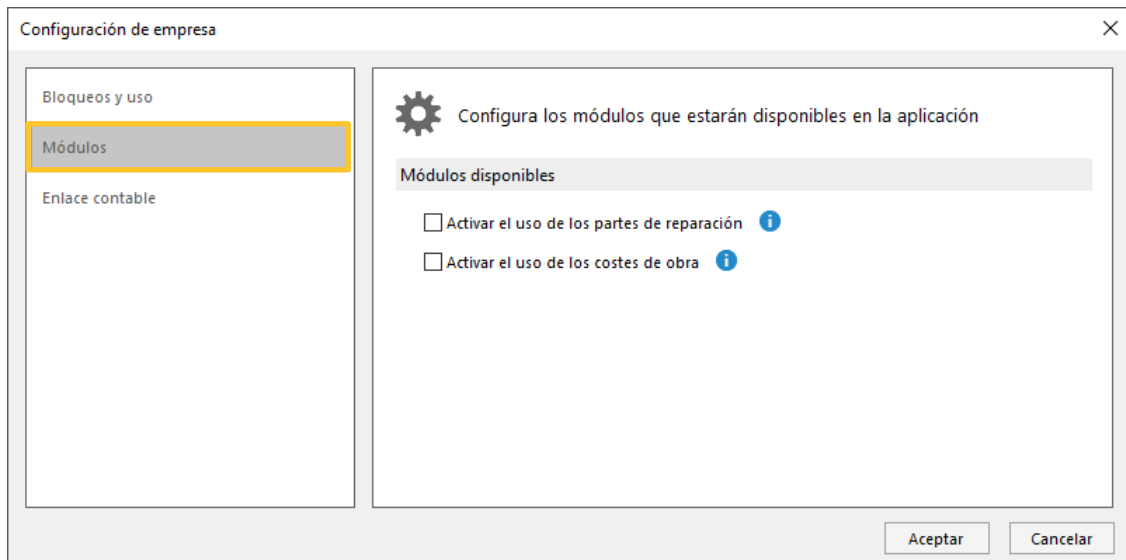 Configuración de empresa
Bloqueos y uso
Módulos
Enlace contable
Configura los módulos que estarán disponibles en la aplicación
Módulos disponibles
Activar el uso de los partes de reparación
Activar el uso de los costes de obra
Aceptar
Cancelar